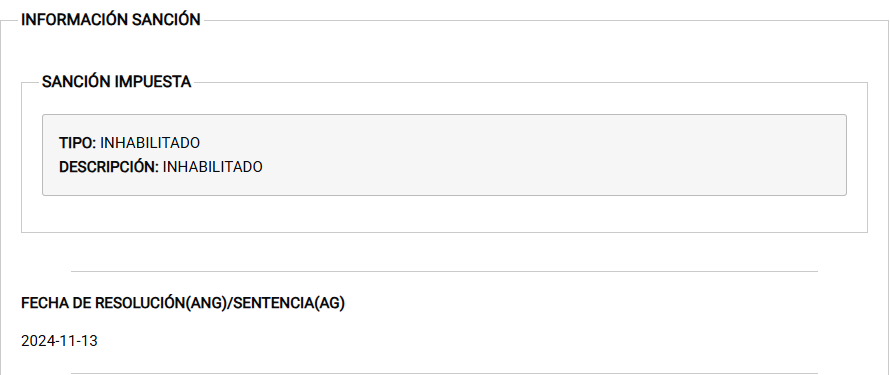 INFORMACIÓN SANCIÓN
SANCIÓN IMPUESTA
TIPO: INHABILITADO
DESCRIPCIÓN: INHABILITADO
FECHA DE RESOLUCIÓN(ANG)/SENTENCIA(AG)
2024-11-13